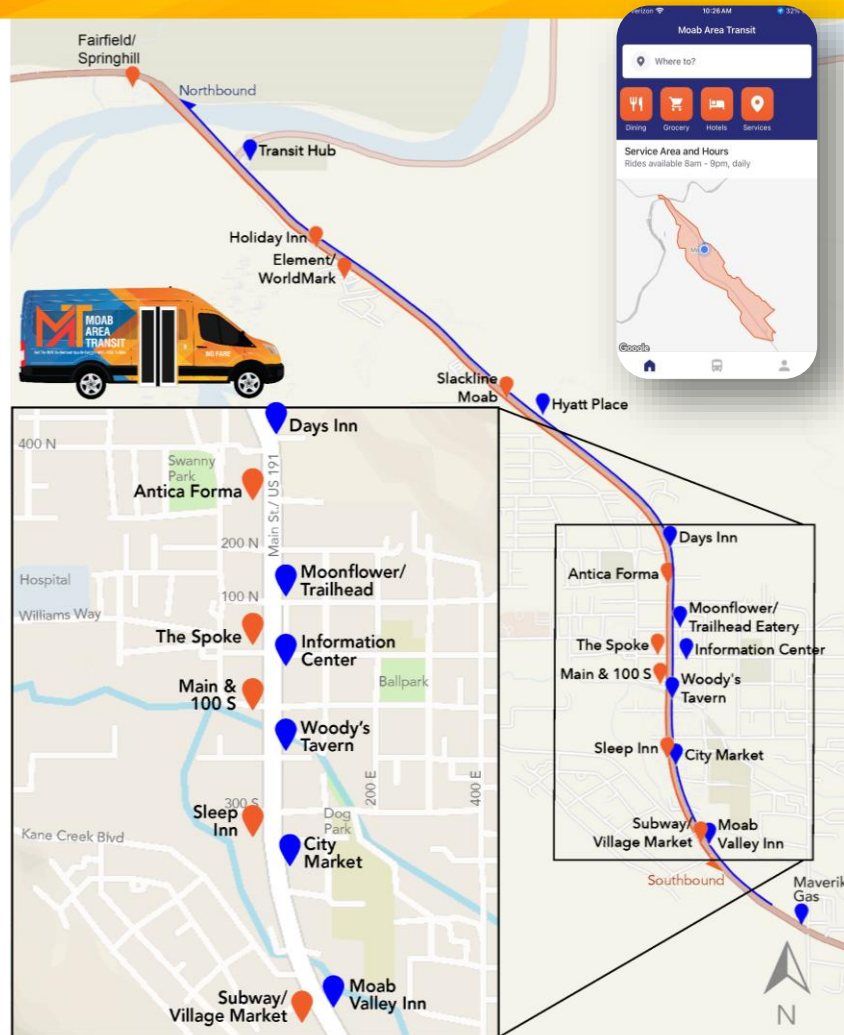 Verizon 10:26AM 32%
Moab Area Transit
Where to?
Dining Grocery Hotels Services
Service Area and Hours
Rides available 8am - 9pm, daily
Google
Fairfield/
Springhill
Northbound
Transit Hub
Holiday Inn
Element/
WorldMark
MT MOAB
AREA
TRANSIT
NO FARE
Slackline
Moab
Hyatt Place
Days Inn
Antica Forma
Moonflower/
Trailhead Eatery
The Spoke
Information Center
Main & 100 S
Woody's
Tavern
Sleep Inn
City Market
Subway/
Village Market
Moab
Valley Inn
Southbound
Maverik
Gas
N
Days Inn
400 N
Swanny
Park
Main St./ US 191
Antica Forma
200 N
Moonflower/
Trailhead
Hospital
100 N
Williams Way
The Spoke
Information
Center
Main &
100 S
Ballpark
Woody's
Tavern
200 E
400 E
300 S
Sleep
Inn
Dog
Park
Kane Creek Blvd
City
Market
Subway/
Village Market
Moab
Valley Inn